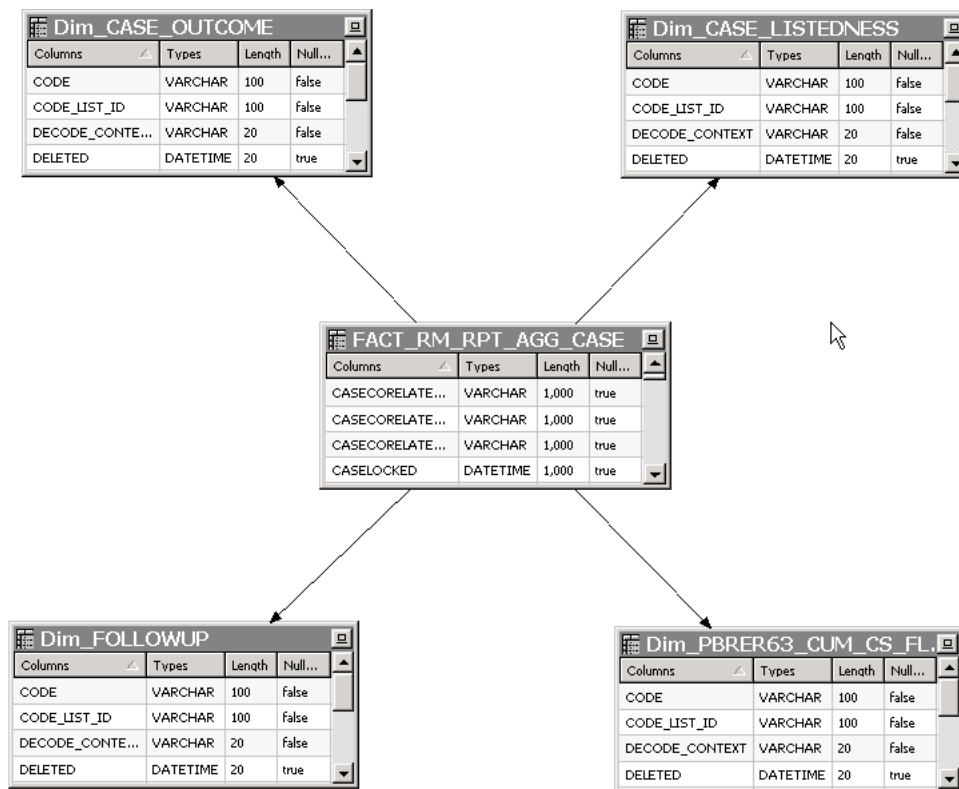 Dim_CASE_OUTCOME
Columns Types Length Null...
CODE VARCHAR 100 false
CODE_LIST_ID VARCHAR 100 false
DECODE_CONTE... VARCHAR 20 false
DELETED DATETIME 20 true
Dim_CASE_LISTEDNESS
Columns Types Length Null...
CODE VARCHAR 100 false
CODE_LIST_ID VARCHAR 100 false
DECODE_CONTEXT VARCHAR 20 false
DELETED DATETIME 20 true
FACT_RM_RPT_AGG_CASE
Columns Types Length Null...
CASECORELATE... VARCHAR 1,000 true
CASECORELATE... VARCHAR 1,000 true
CASECORELATE... VARCHAR 1,000 true
CASELOCKED DATETIME 1,000 true
Dim_FOLLOWUP
Columns Types Length Null...
CODE VARCHAR 100 false
CODE_LIST_ID VARCHAR 100 false
DECODE_CONTE... VARCHAR 20 false
DELETED DATETIME 20 true
Dim_PBRER63_CUM_CS_FL.
Columns Types Length Null...
CODE VARCHAR 100 false
CODE_LIST_ID VARCHAR 100 false
DECODE_CONTEXT VARCHAR 20 false
DELETED DATETIME 20 true